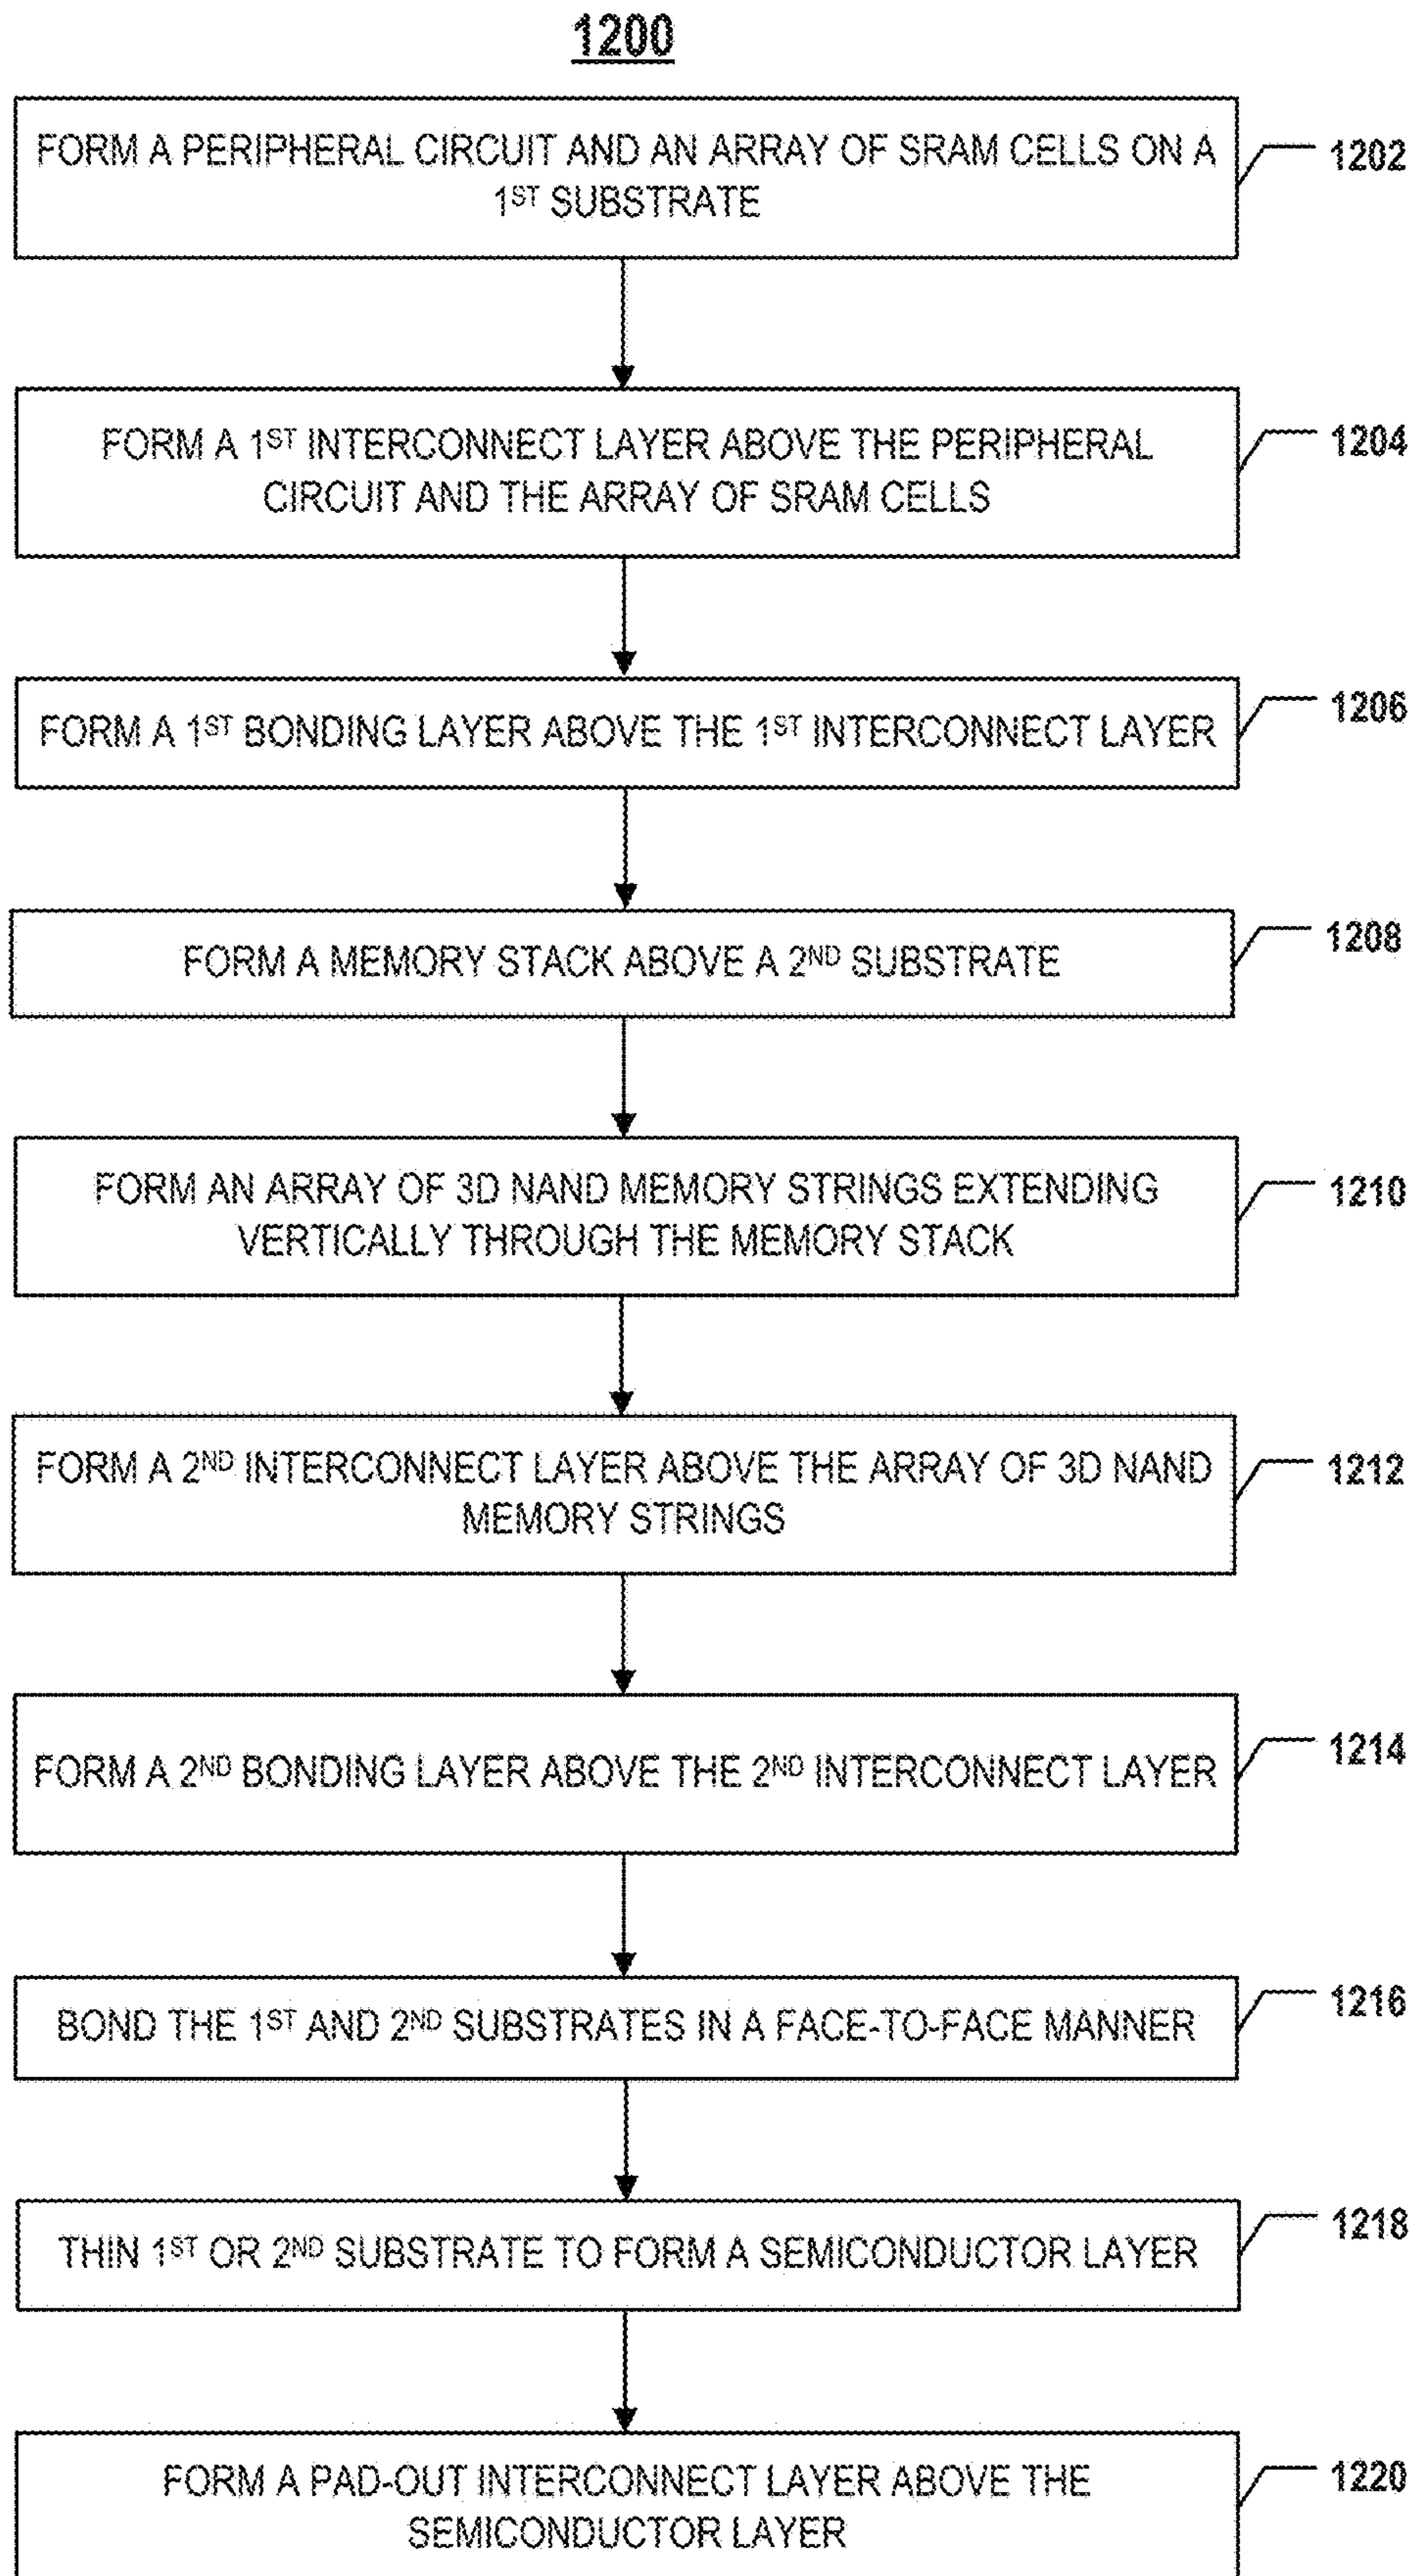 1200
FORM A PERIPHERAL CIRCUIT AND AN ARRAY OF SRAM CELLS ON A
1ST SUBSTRATE
1202
FORM A 1ST INTERCONNECT LAYER ABOVE THE PERIPHERAL
CIRCUIT AND THE ARRAY OF SRAM CELLS
1204
FORM A 1ST BONDING LAYER ABOVE THE 1ST INTERCONNECT LAYER
1206
FORM A MEMORY STACK ABOVE A 2ND SUBSTRATE
1208
FORM AN ARRAY OF 3D NAND MEMORY STRINGS EXTENDING
VERTICALLY THROUGH THE MEMORY STACK
1210
FORM A 2ND INTERCONNECT LAYER ABOVE THE ARRAY OF 3D NAND
MEMORY STRINGS
1212
FORM A 2ND BONDING LAYER ABOVE THE 2ND INTERCONNECT LAYER
1214
BOND THE 1ST AND 2ND SUBSTRATES IN A FACE-TO-FACE MANNER
1216
THIN 1ST OR 2ND SUBSTRATE TO FORM A SEMICONDUCTOR LAYER
1218
FORM A PAD-OUT INTERCONNECT LAYER ABOVE THE
SEMICONDUCTOR LAYER
1220